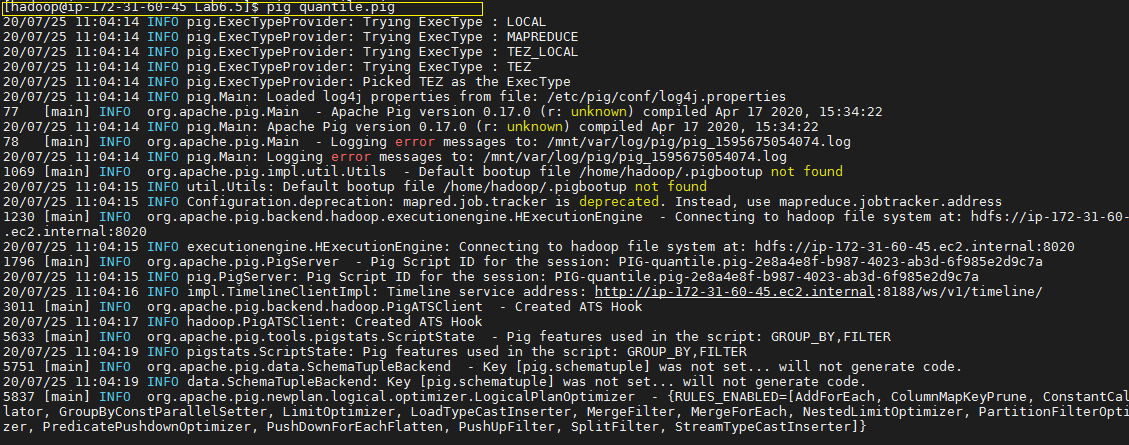 [hadoop@ip-172-31-60-45 Lab6.5]$ pig quantile.pig
20/07/25 11:04:14 INFO pig.ExecTypeProvider: Trying ExecType : LOCAL
20/07/25 11:04:14 INFO pig.ExecTypeProvider: Trying ExecType : MAPREDUCE
20/07/25 11:04:14 INFO pig.ExecTypeProvider: Trying ExecType : TEZ_LOCAL
20/07/25 11:04:14 INFO pig.ExecTypeProvider: Trying ExecType : TEZ
20/07/25 11:04:14 INFO pig.ExecTypeProvider: Picked TEZ as the ExecType
20/07/25 11:04:14 INFO pig.Main: Loaded log4j properties from file: /etc/pig/conf/log4j.properties
77   [main] INFO  org.apache.pig.Main  - Apache Pig version 0.17.0 (r: unknown) compiled Apr 17 2020, 15:34:22
20/07/25 11:04:14 INFO pig.Main: Apache Pig version 0.17.0 (r: unknown) compiled Apr 17 2020, 15:34:22
78   [main] INFO  org.apache.pig.Main  - Logging error messages to: /mnt/var/log/pig/pig_1595675054074.log
20/07/25 11:04:14 INFO pig.Main: Logging error messages to: /mnt/var/log/pig/pig_1595675054074.log
1069 [main] INFO  org.apache.pig.impl.util.Utils  - Default bootup file /home/hadoop/.pigbootup not found
20/07/25 11:04:15 INFO util.Utils: Default bootup file /home/hadoop/.pigbootup not found
20/07/25 11:04:15 INFO Configuration.deprecation: mapred.job.tracker is deprecated. Instead, use mapreduce.jobtracker.address
1230 [main] INFO  org.apache.pig.backend.hadoop.executionengine.HExecutionEngine  - Connecting to hadoop file system at: hdfs://ip-172-31-60-
.ec2.internal:8020
20/07/25 11:04:15 INFO executionengine.HExecutionEngine: Connecting to hadoop file system at: hdfs://ip-172-31-60-45.ec2.internal:8020
1796 [main] INFO  org.apache.pig.PigServer  - Pig Script ID for the session: PIG-quantile.pig-2e8a4e8f-b987-4023-ab3d-6f985e2d9c7a
20/07/25 11:04:15 INFO pig.PigServer: Pig Script ID for the session: PIG-quantile.pig-2e8a4e8f-b987-4023-ab3d-6f985e2d9c7a
20/07/25 11:04:16 INFO impl.TimelineClientImpl: Timeline service address: http://ip-172-31-60-45.ec2.internal:8188/ws/v1/timeline/
3011 [main] INFO  org.apache.pig.backend.hadoop.PigATSClient  - Created ATS Hook
20/07/25 11:04:17 INFO hadoop.PigATSClient: Created ATS Hook
5633 [main] INFO  org.apache.pig.tools.pigstats.ScriptState  - Pig features used in the script: GROUP_BY,FILTER
20/07/25 11:04:19 INFO pigstats.ScriptState: Pig features used in the script: GROUP_BY,FILTER
5751 [main] INFO  org.apache.pig.data.SchemaTupleBackend  - Key [pig.schematuple] was not set... will not generate code.
20/07/25 11:04:19 INFO data.SchemaTupleBackend: Key [pig.schematuple] was not set... will not generate code.
5837 [main] INFO  org.apache.pig.newplan.logical.optimizer.LogicalPlanOptimizer  - {RULES_ENABLED=[AddForEach, ColumnMapKeyPrune, ConstantCal
lator, GroupByConstParallelSetter, LimitOptimizer, LoadTypeCastInserter, MergeFilter, MergeForEach, NestedLimitOptimizer, PartitionFilterOpti
zer, PredicatePushdownOptimizer, PushDownForEachFlatten, PushUpFilter, SplitFilter, StreamTypeCastInserter]}